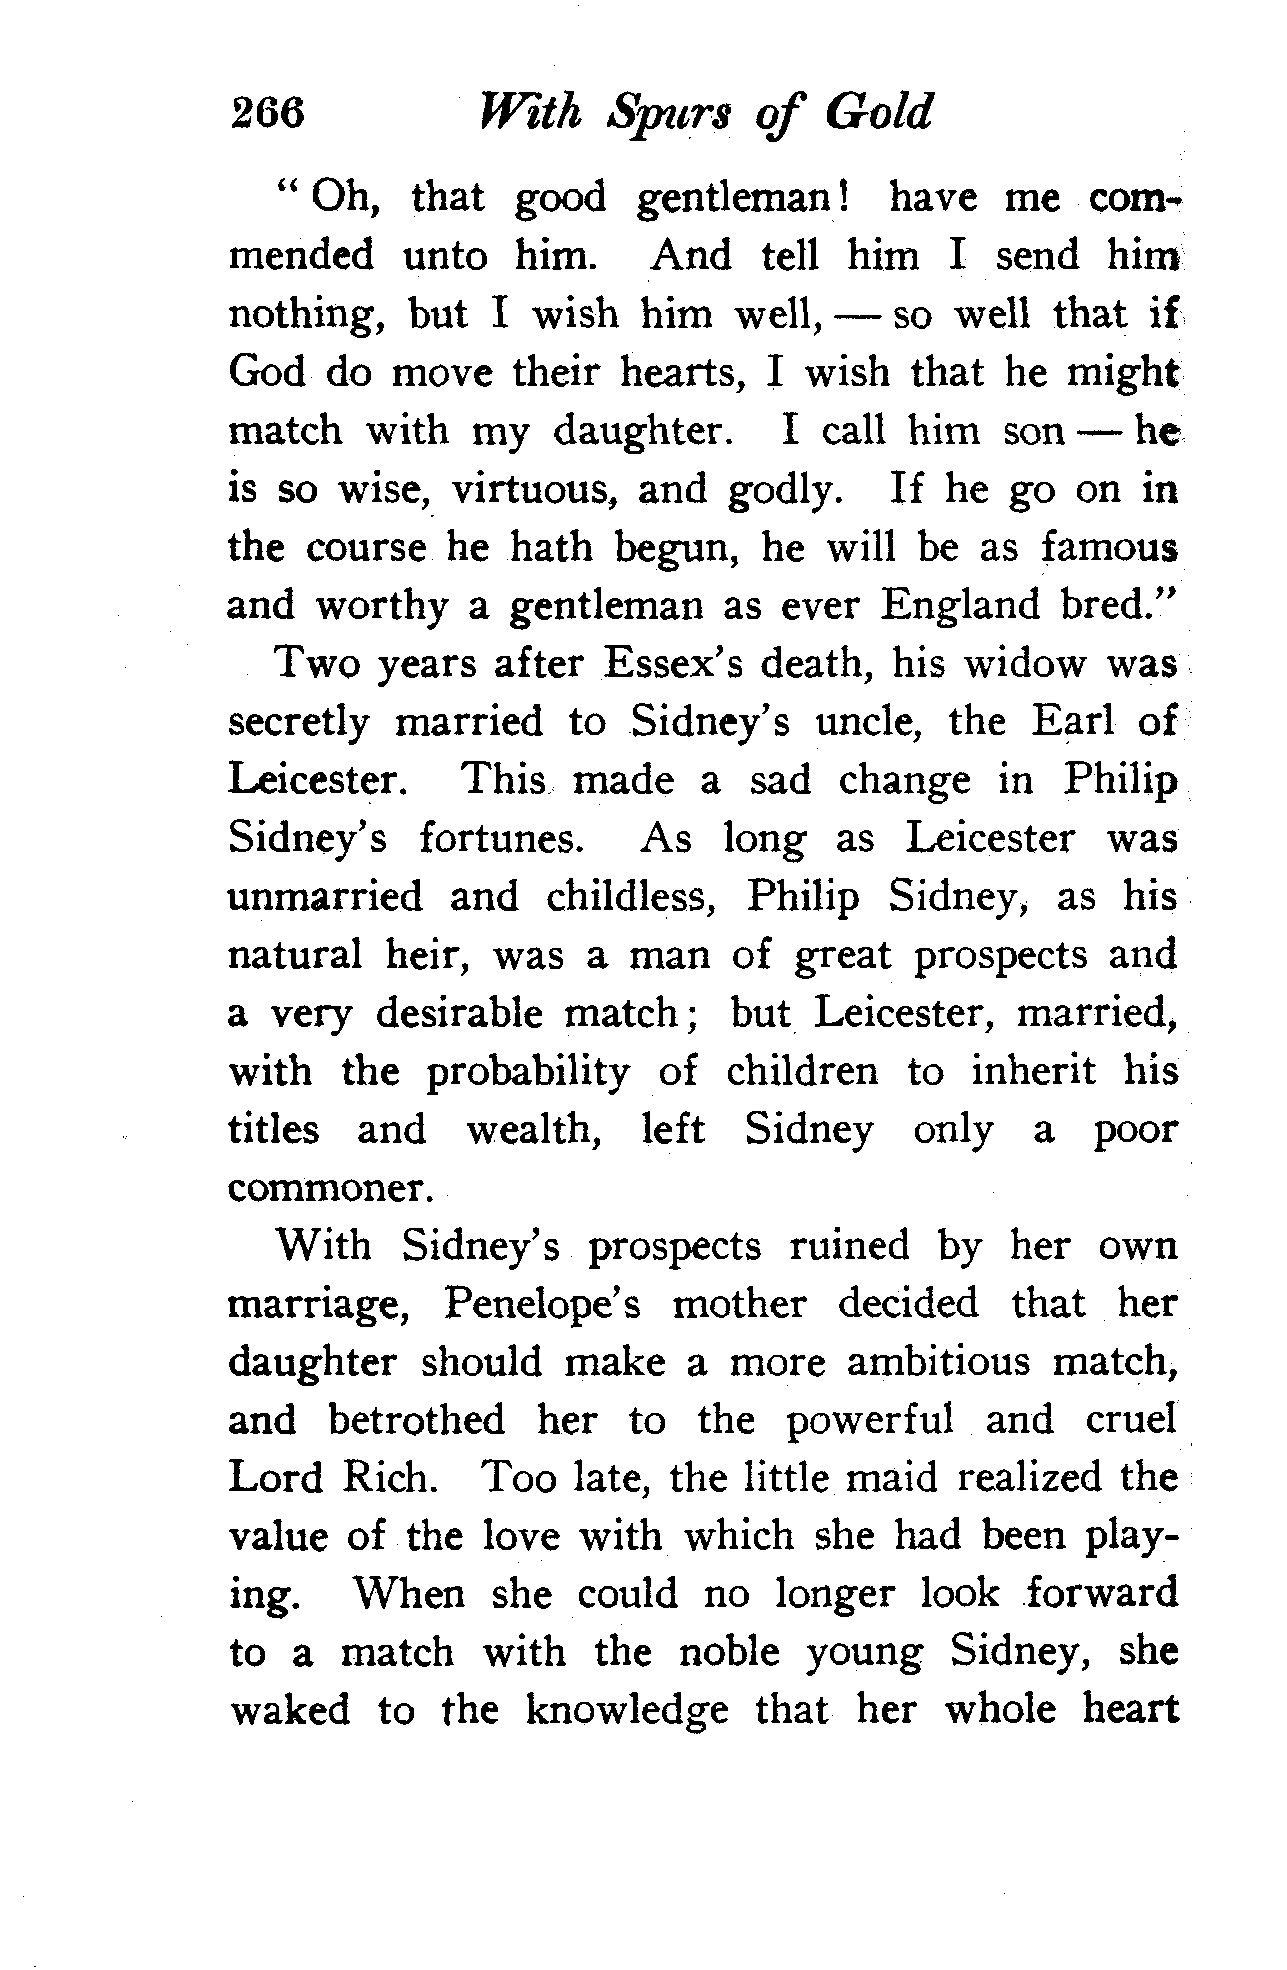 266 With Spurs of Gold
“ Oh, that good gentleman! have me com-
mended unto him. And tell him I send him
nothing, but I wish him well, — so well that if
God do move their hearts, I wish that he might
match with my daughter. I call him son — he
is so wise, virtuous, and godly. If he go on in
the course he hath begun, he will be as famous
and worthy a gentleman as ever England bred.”
Two years after Essex’s death, his widow was
secretly married to Sidney’s uncle, the Earl of
Leicester. This made a sad change in Philip
Sidney’s fortunes. As long as Leicester was
unmarried and childless, Philip Sidney, as his
natural heir, was a man of great prospects and
a very desirable match; but Leicester, married,
with the probability of children to inherit his
titles and wealth, left Sidney only a poor
commoner.
With Sidney’s prospects ruined by her own
marriage, Penelope’s mother decided that her
daughter should make a more ambitious match,
and betrothed her to the powerful and cruel
Lord Rich. Too late, the little maid realized the
value of the love with which she had been play-
ing. When she could no longer look forward
to a match with the noble young Sidney, she
waked to the knowledge that her whole heart